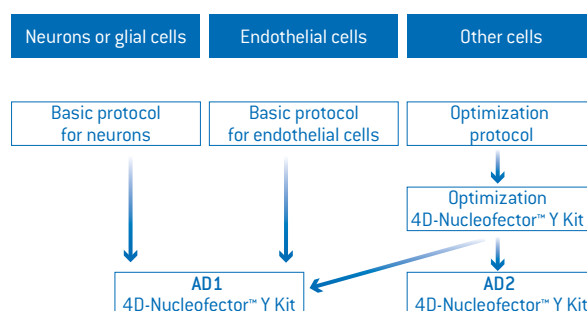 Neurons or glial cells
Endothelial cells
Other cells
Basic protocol
for neurons
Basic protocol
for endothelial cells
Optimization
protocol
Optimization
4D-Nucleofector™ Y Kit
AD1
4D-Nucleofector™ Y Kit
AD2
4D-Nucleofector™ Y Kit